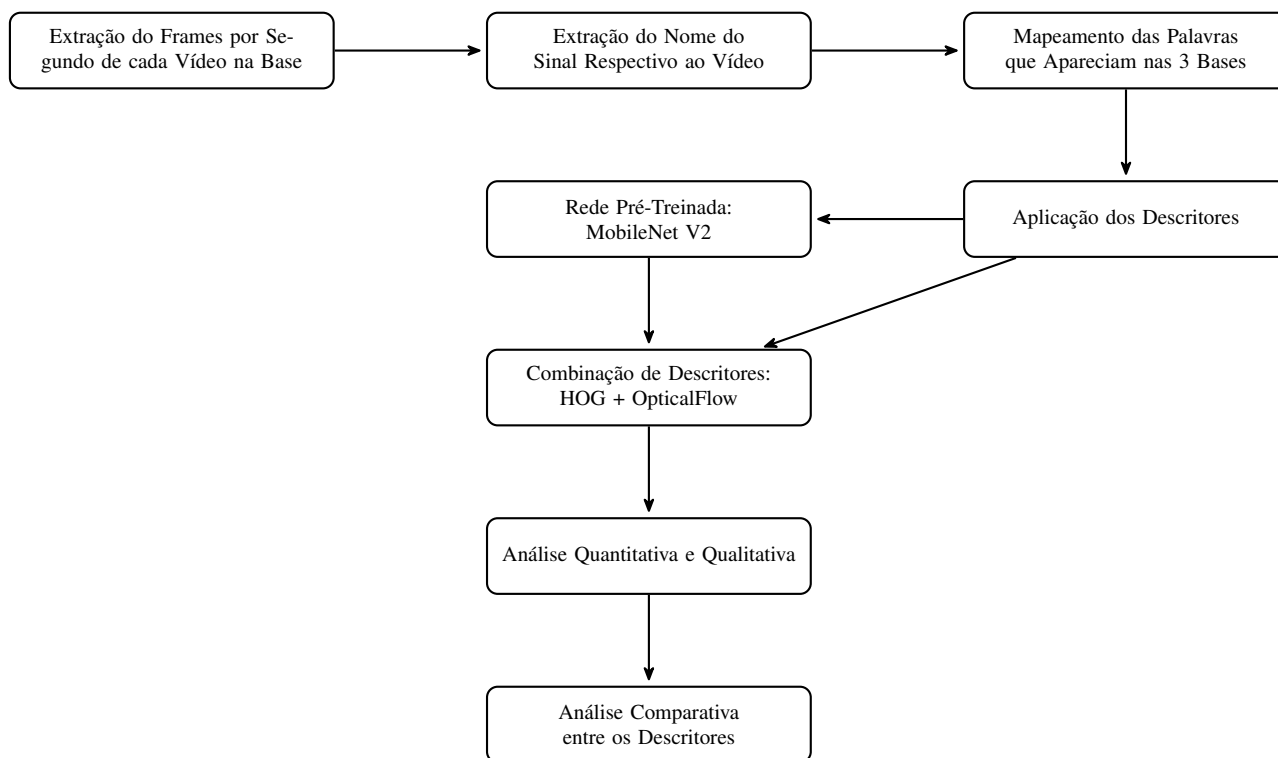 Extração do Frames por Se-
gundo de cada Vídeo na Base
Extração do Nome do
Sinal Respectivo ao Vídeo
Mapeamento das Palavras
que Apareciam nas 3 Bases
Rede Pré-Treinada:
MobileNet V2
Aplicação dos Descritores
Combinação de Descritores:
HOG + OpticalFlow
Análise Quantitativa e Qualitativa
Análise Comparativa
entre os Descritores